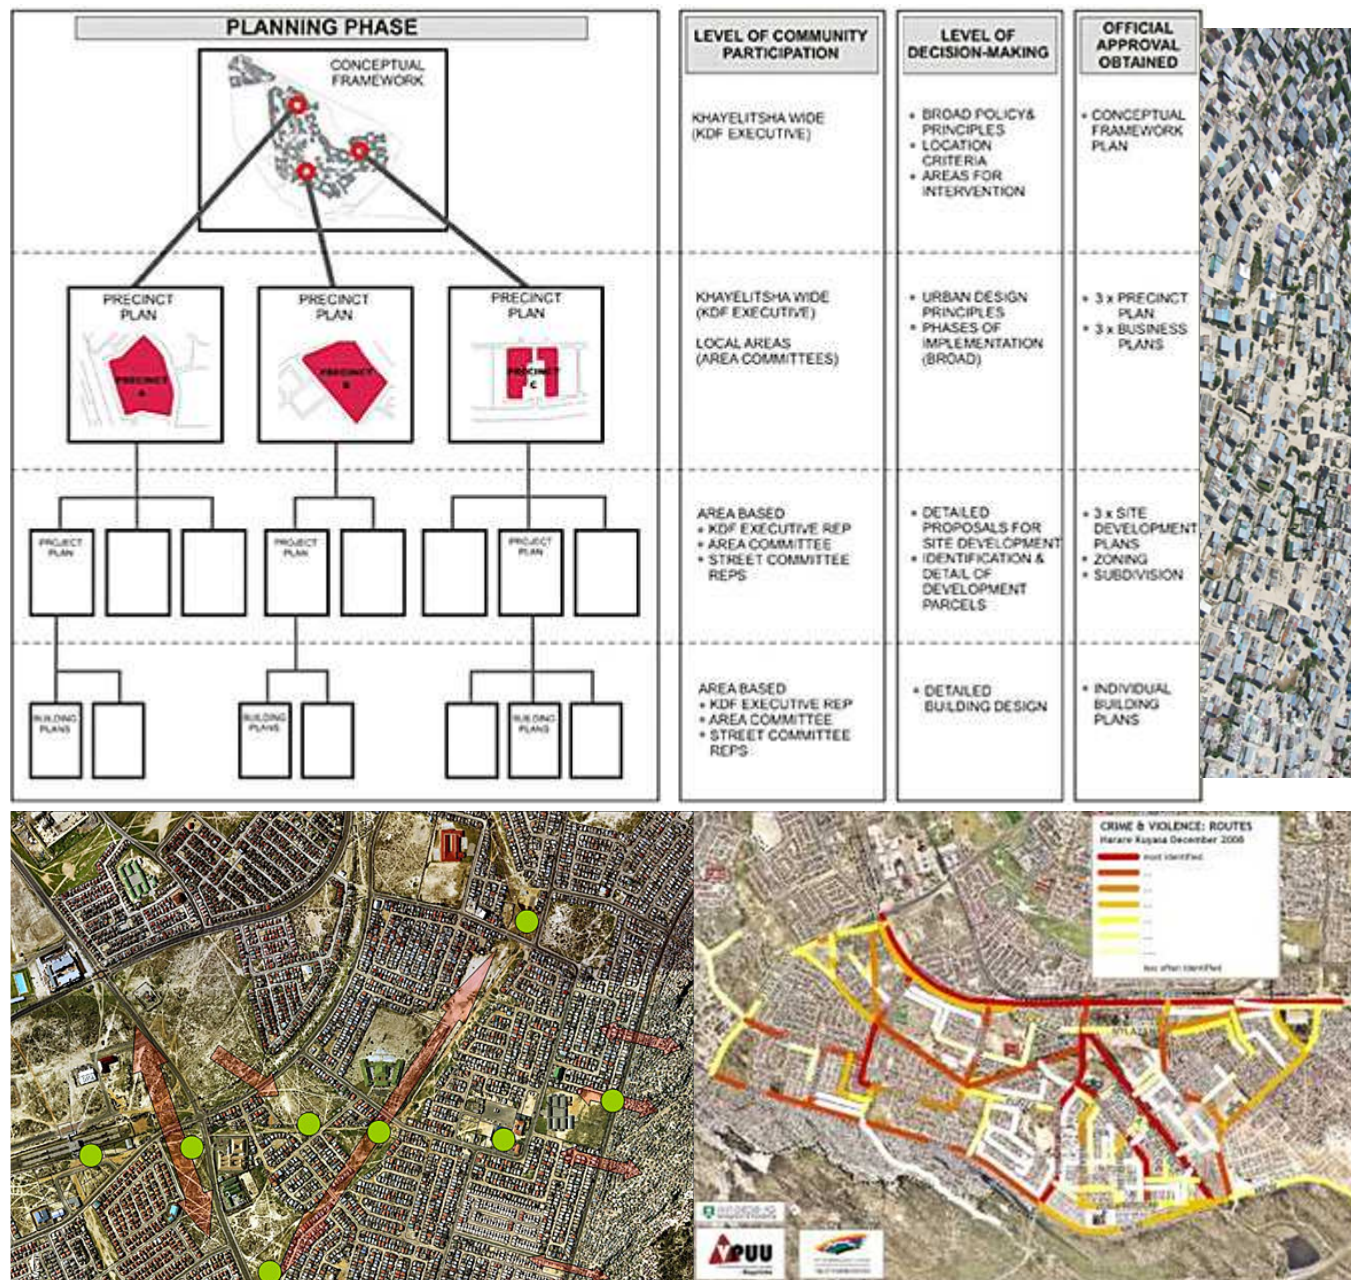 PLANNING PHASE
CONCEPTUAL
FRAMEWORK
PRECINCT
PLAN
PRECINCT
A
PRECINCT
PLAN
PRECINCT
B
PRECINCT
PLAN
PRECINCT
C
PROJECT
PLAN
PROJECT
PLAN
PROJECT
PLAN
BUILDING
PLANS
BUILDING
PLANS
BUILDING
PLANS
LEVEL OF COMMUNITY
PARTICIPATION
KHAYELITSHA WIDE
(KDF EXECUTIVE)
KHAYELITSHA WIDE
(KDF EXECUTIVE)
LOCAL AREAS
(AREA COMMITTEES)
AREA BASED
• KDF EXECUTIVE REP
• AREA COMMITTEE
• STREET COMMITTEE
REPS
AREA BASED
• KDF EXECUTIVE REP
• AREA COMMITTEE
• STREET COMMITTEE
REPS
LEVEL OF
DECISION-MAKING
• BROAD POLICY&
PRINCIPLES
• LOCATION
CRITERIA
• AREAS FOR
INTERVENTION
• URBAN DESIGN
PRINCIPLES
• PHASES OF
IMPLEMENTATION
(BROAD)
• DETAILED
PROPOSALS FOR
SITE DEVELOPMENT
• IDENTIFICATION &
DETAIL OF
DEVELOPMENT
PARCELS
• DETAILED
BUILDING DESIGN
OFFICIAL
APPROVAL
OBTAINED
• CONCEPTUAL
FRAMEWORK
PLAN
• 3 x PRECINCT
PLAN
• 3 x BUSINESS
PLANS
• 3 x SITE
DEVELOPMENT
PLANS
• ZONING
• SUBDIVISION
• INDIVIDUAL
BUILDING
PLANS
CRIME & VIOLENCE: ROUTES
Harare Kuyasa December 2006
most identified
less often identified
VPUU